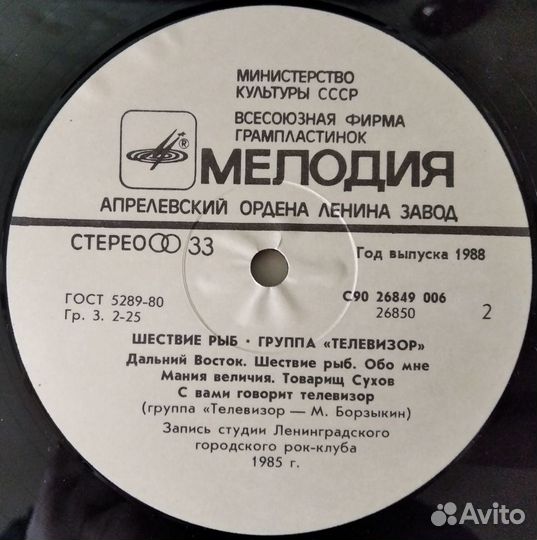 МИНИСТЕРСТВО
КУЛЬТУРЫ СССР
ВСЕСОЮЗНАЯ ФИРМА
ГРАМПЛАСТИНОК
® МЕЛОДИЯ
АПРЕЛЕВСКИЙ ОРДЕНА ЛЕНИНА ЗАВОД
СТЕРЕО 33
Год выпуска 1988
ГОСТ 5289-80
Гр. 3. 2-25
С90 26849 006
26850
2
ШЕСТВИЕ РЫБ · ГРУППА «ТЕЛЕВИЗОР»
Дальний Восток. Шествие рыб. Обо мне
Мания величия. Товарищ Сухов
С вами говорит телевизор
(группа «Телевизор — М. Борзыкин)
Запись студии Ленинградского
городского рок-клуба
1985 г.
Avito